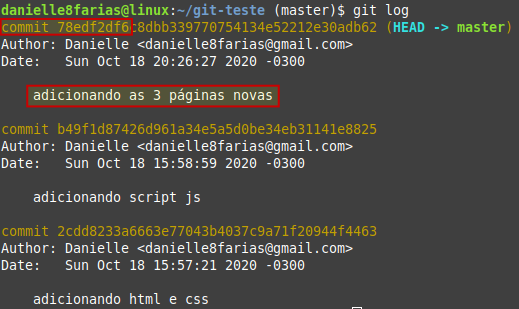 danielle8farias@linux:~/git-teste (master)$ git log
commit 78edf2df6c8dbb339770754134e52212e30adb62 (HEAD -> master)
Author: Danielle <danielle8farias@gmail.com>
Date:   Sun Oct 18 20:26:27 2020 -0300
    adicionando as 3 páginas novas
commit b49f1d87426d961a34e5a5d0be34eb31141e8825
Author: Danielle <danielle8farias@gmail.com>
Date:   Sun Oct 18 15:58:59 2020 -0300
    adicionando script js
commit 2cdd8233a6663e77043b4037c9a71f20944f4463
Author: Danielle <danielle8farias@gmail.com>
Date:   Sun Oct 18 15:57:21 2020 -0300
    adicionando html e css